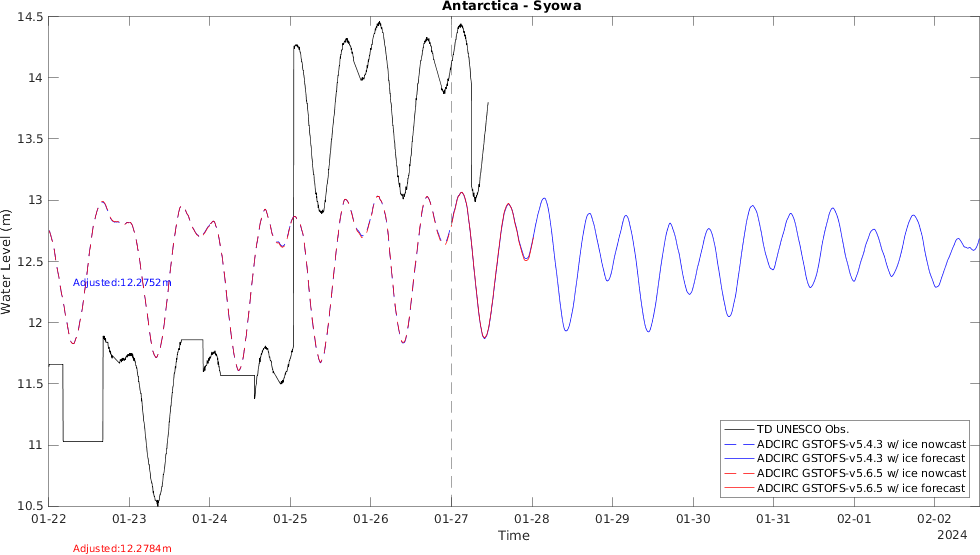 Antarctica - Syowa
14.5
14
13.5
13
12.5
12
11.5
11
10.5
Water Level (m)
Adjusted:12.2752m
TD UNESCO Obs.
ADCIRC GSTOFS-v5.4.3 w/ ice nowcast
ADCIRC GSTOFS-v5.4.3 w/ ice forecast
ADCIRC GSTOFS-v5.6.5 w/ ice nowcast
ADCIRC GSTOFS-v5.6.5 w/ ice forecast
01-22 01-23 01-24 01-25 01-26 01-27 01-28 01-29 01-30 01-31 02-01 02-02
Time
2024
Adjusted:12.2784m